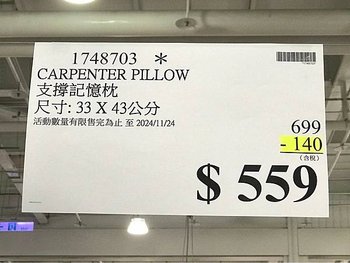 1748703 *
CARPENTER PILLOW
支撐記憶枕
尺寸: 33 X 43公分
活動數量有限售完為止 至 2024/11/24
699
- 140
(含稅)
$ 559